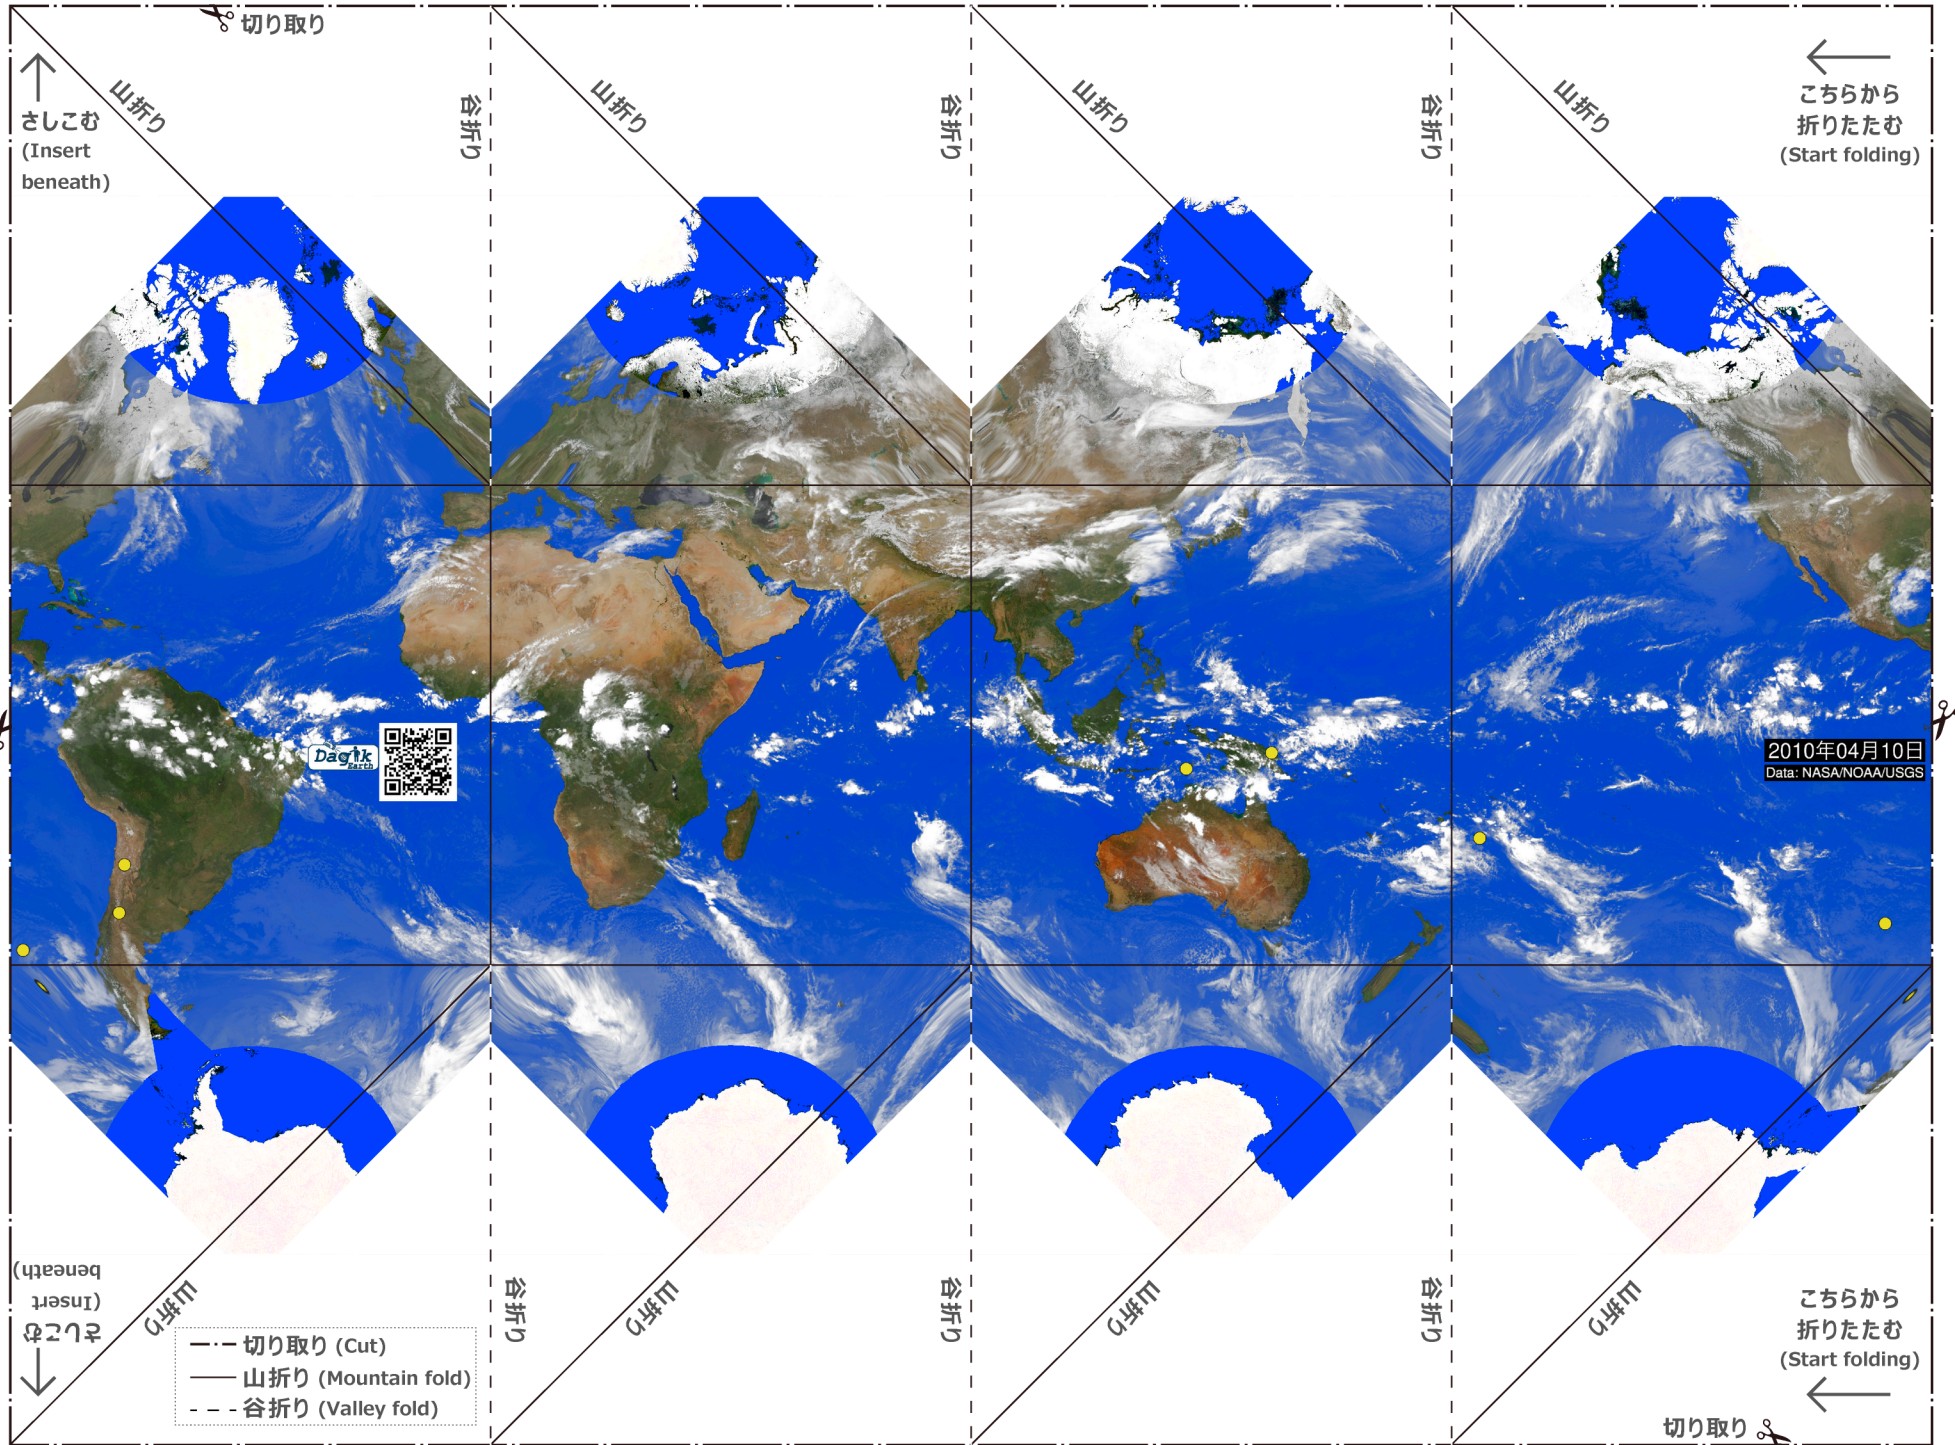 切り取り
さしこむ
(Insert
beneath)
山折り
谷折り
山折り
谷折り
山折り
谷折り
山折り
こちらから
折りたたむ
(Start folding)
Dagik
Earth
2010年04月10日
Data: NASA/NOAA/USGS
さしこむ
(Insert
beneath)
山折り
谷折り
山折り
谷折り
山折り
谷折り
山折り
こちらから
折りたたむ
(Start folding)
切り取り (Cut)
山折り (Mountain fold)
谷折り (Valley fold)
切り取り